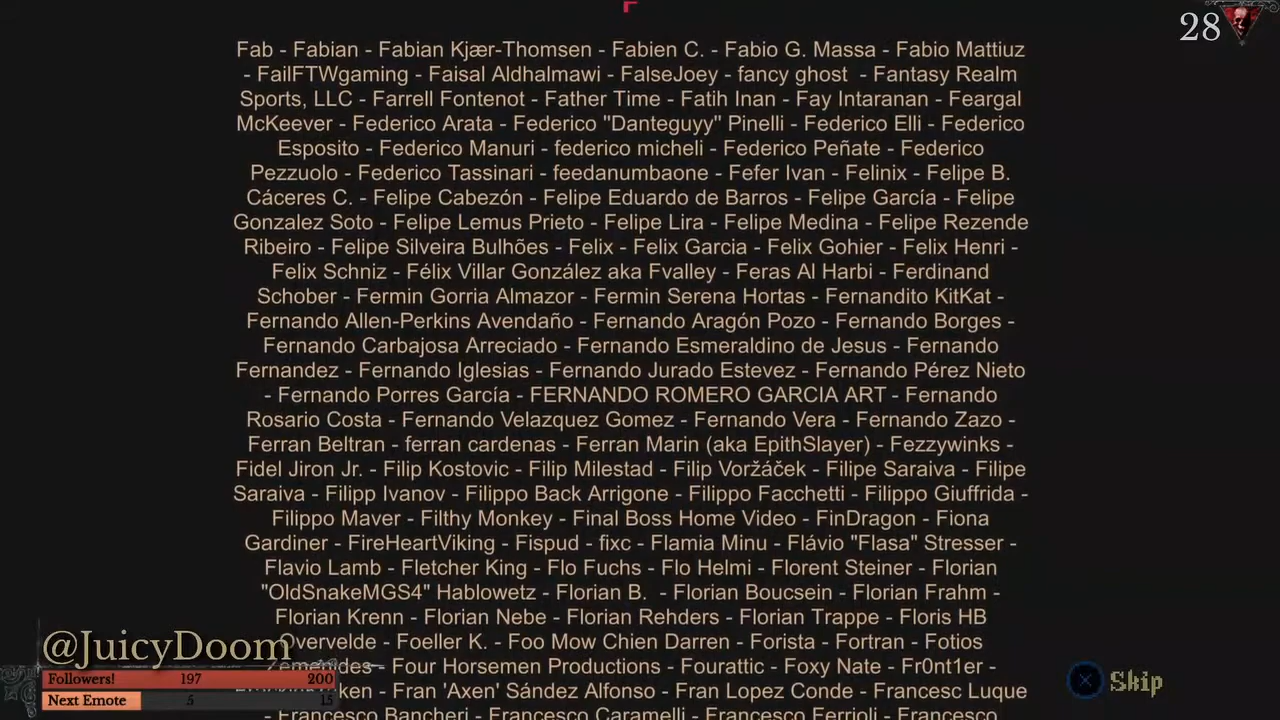 28
Fab - Fabian - Fabian Kjær-Thomsen - Fabien C. - Fabio G. Massa - Fabio Mattiuz
- FailFTWgaming - Faisal Aldhalmawi - FalseJoey - fancy ghost - Fantasy Realm
Sports, LLC - Farrell Fontenot - Father Time - Fatih Inan - Fay Intaranan - Feargal
McKeever - Federico Arata - Federico "Danteguyy" Pinelli - Federico Elli - Federico
Esposito - Federico Manuri - federico micheli - Federico Peñate - Federico
Pezzuolo - Federico Tassinari - feedanumbaone - Fefer Ivan - Felinix - Felipe B.
Cáceres C. - Felipe Cabezón - Felipe Eduardo de Barros - Felipe García - Felipe
Gonzalez Soto - Felipe Lemus Prieto - Felipe Lira - Felipe Medina - Felipe Rezende
Ribeiro - Felipe Silveira Bulhões - Felix - Felix Garcia - Felix Gohier - Felix Henri -
Felix Schniz - Félix Villar González aka Fvalley - Feras Al Harbi - Ferdinand
Schober - Fermin Gorria Almazor - Fermin Serena Hortas - Fernandito KitKat -
Fernando Allen-Perkins Avendaño - Fernando Aragón Pozo - Fernando Borges -
Fernando Carbajosa Arreciado - Fernando Esmeraldino de Jesus - Fernando
Fernandez - Fernando Iglesias - Fernando Jurado Estevez - Fernando Pérez Nieto
- Fernando Porres García - FERNANDO ROMERO GARCIA ART - Fernando
Rosario Costa - Fernando Velazquez Gomez - Fernando Vera - Fernando Zazo -
Ferran Beltran - ferran cardenas - Ferran Marin (aka EpithSlayer) - Fezzywinks -
Fidel Jiron Jr. - Filip Kostovic - Filip Milestad - Filip Voržáček - Filipe Saraiva - Filipe
Saraiva - Filipp Ivanov - Filippo Back Arrigone - Filippo Facchetti - Filippo Giuffrida -
Filippo Maver - Filthy Monkey - Final Boss Home Video - FinDragon - Fiona
Gardiner - FireHeartViking - Fispud - fixc - Flamia Minu - Flávio "Flasa" Stresser -
Flavio Lamb - Fletcher King - Flo Fuchs - Flo Helmi - Florent Steiner - Florian
"OldSnakeMGS4" Hablowetz - Florian B. - Florian Boucsein - Florian Frahm -
Florian Krenn - Florian Nebe - Florian Rehders - Florian Trappe - Floris HB
Overvelde - Foeller K. - Foo Mow Chien Darren - Forista - Fortran - Fotios
- Four Horsemen Productions - Fourattic - Foxy Nate - Fr0nt1er -
- Fran 'Axen' Sández Alfonso - Fran Lopez Conde - Francesc Luque
- Francesco Bancheri - Francesco Caramelli - Francesco Ferrioli - Francesco
@JuicyDoom
Followers! 197 200
Next Emote 5 15
Skip